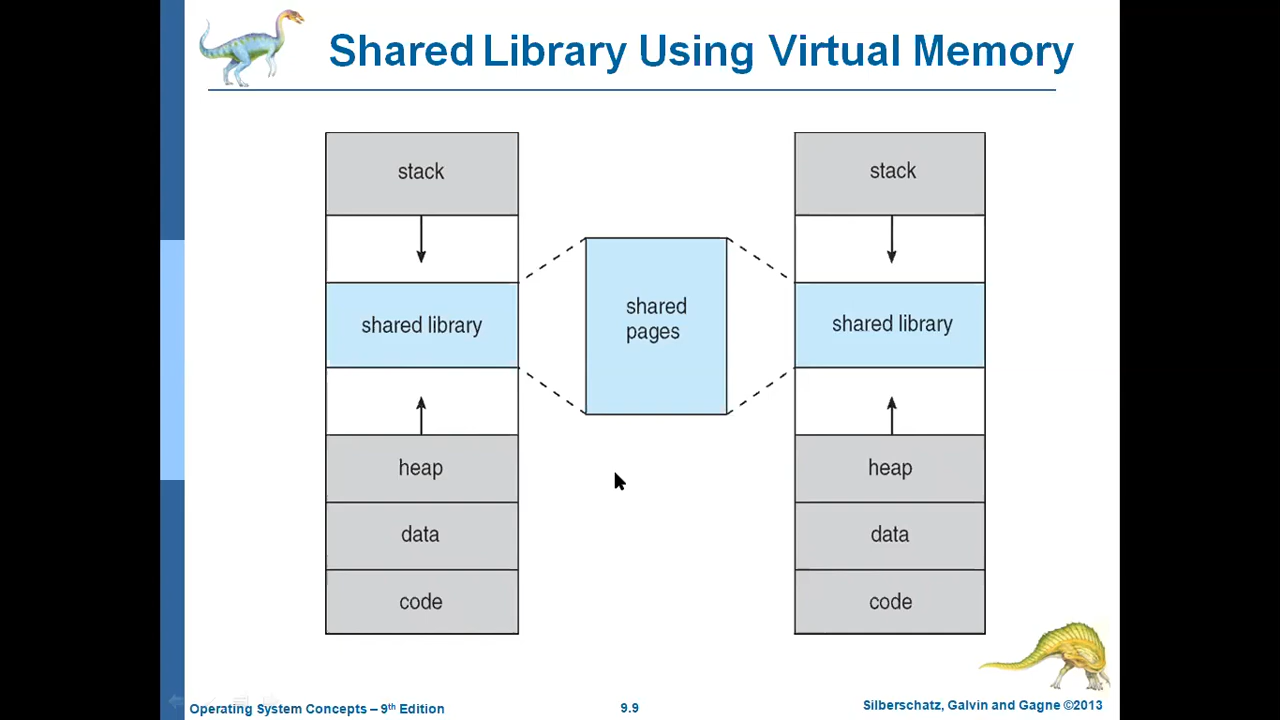 Shared Library Using Virtual Memory
stack
stack
shared library
shared
pages
shared library
heap
heap
data
data
code
code
Operating System Concepts – 9th Edition
9.9
Silberschatz, Galvin and Gagne ©2013